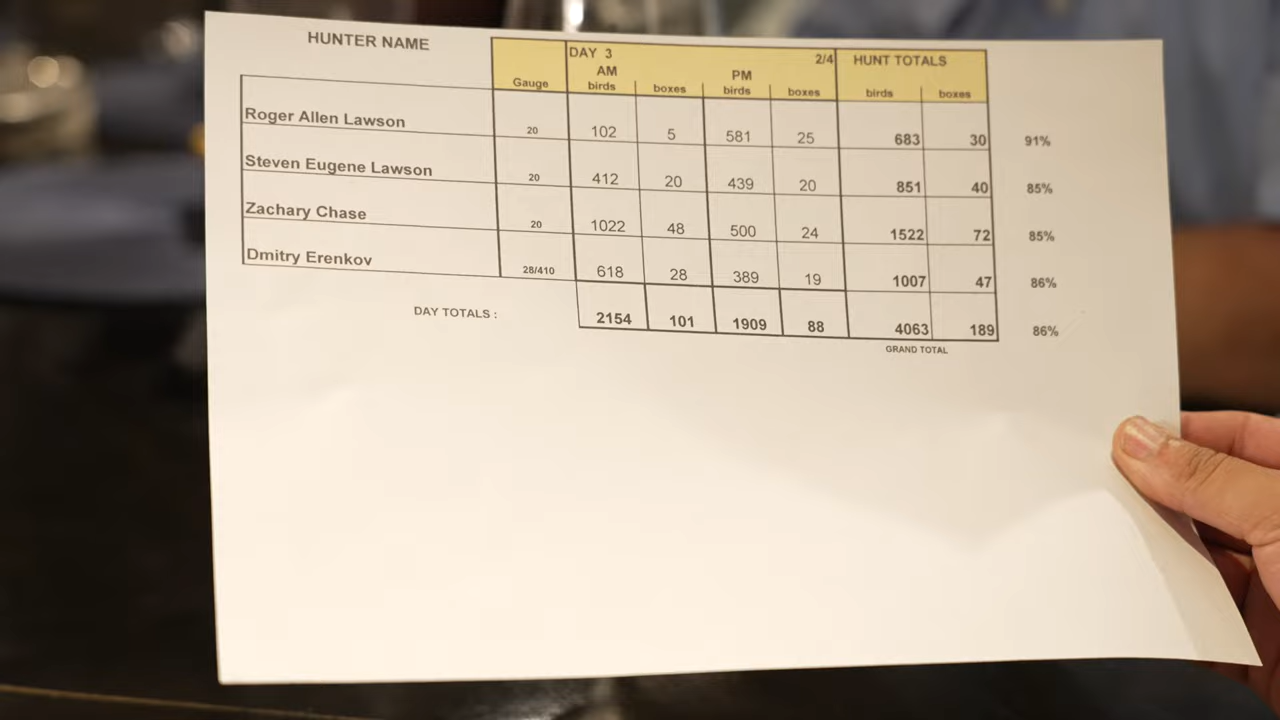 HUNTER NAME
DAY 3 2/4 HUNT TOTALS
AM PM
Gauge birds boxes birds boxes birds boxes
Roger Allen Lawson 20 102 5 581 25 683 30 91%
Steven Eugene Lawson 20 412 20 439 20 851 40 85%
Zachary Chase 20 1022 48 500 24 1522 72 85%
Dmitry Erenkov 28/410 618 28 389 19 1007 47 86%
DAY TOTALS : 2154 101 1909 88 4063 189 86%
GRAND TOTAL